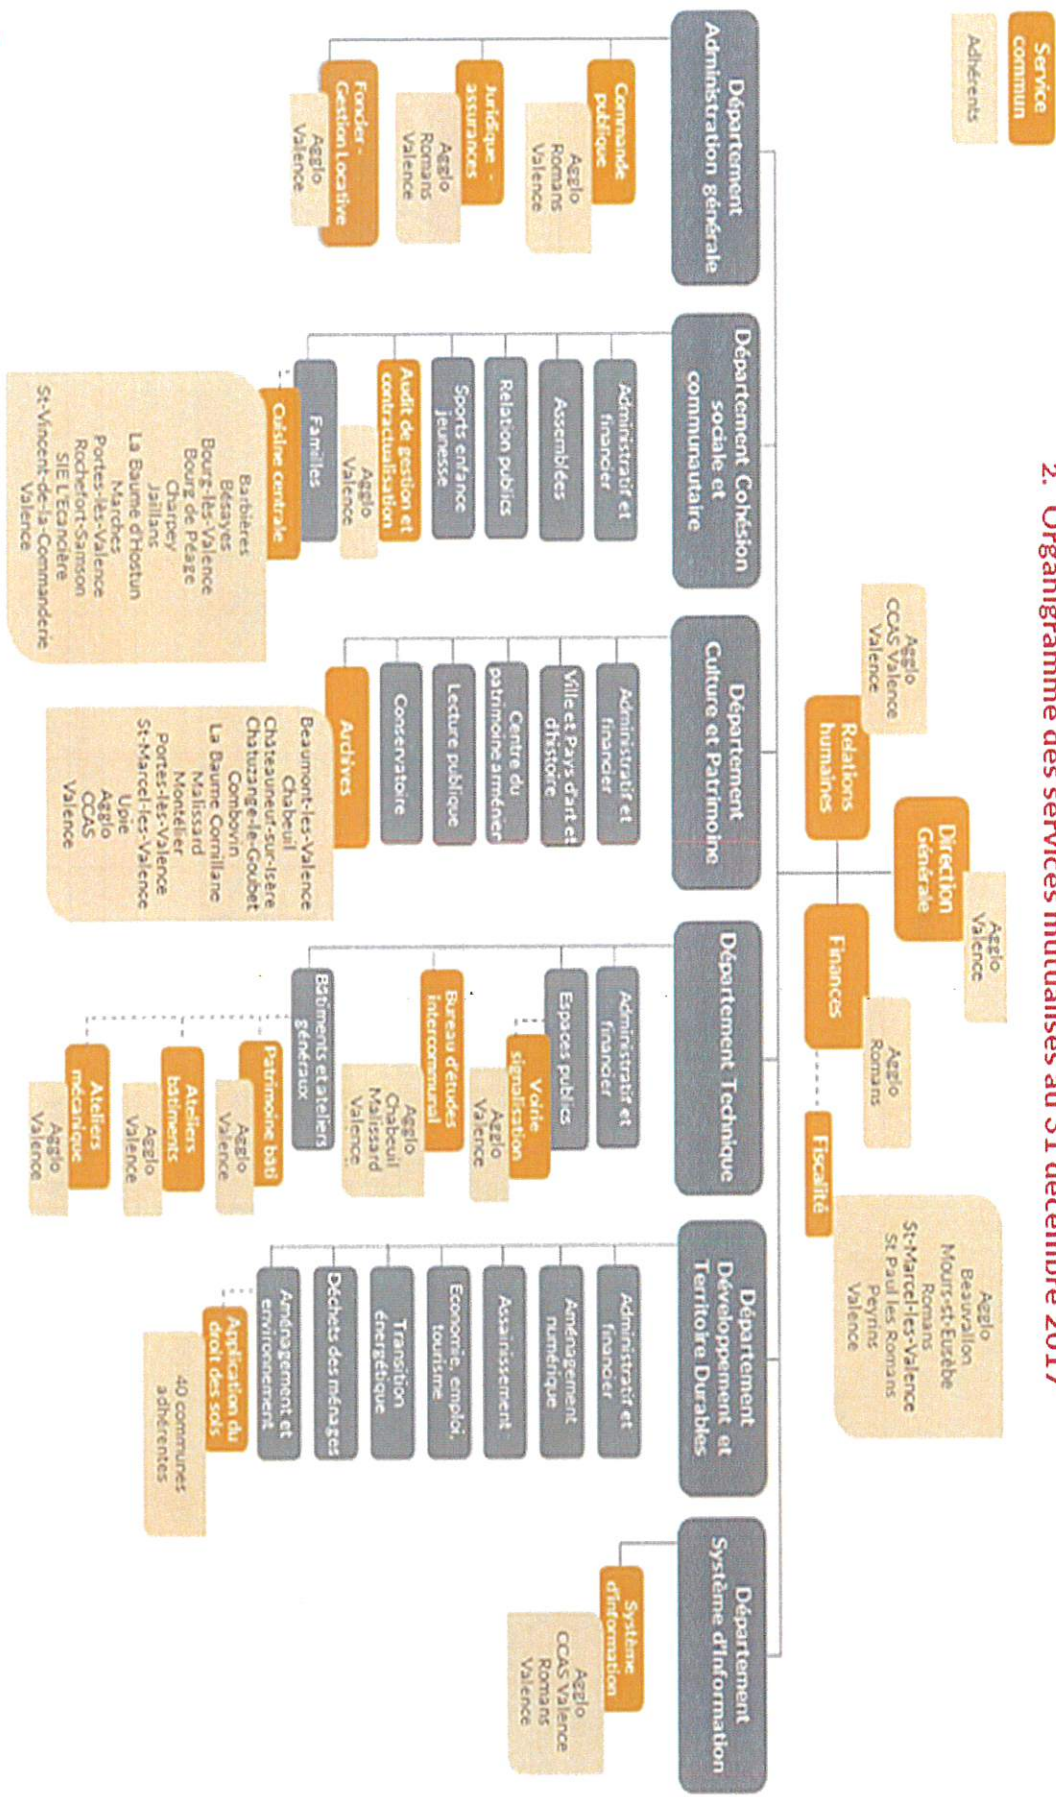 2. Organigramme des services mutualisés au 31 décembre 2017
Service
commun
Adhérents
Direction
Générale
Agglo
Valence
Agglo
CCAS Valence
Valence
Relations
humaines
Finances
Agglo
Romans
Fiscalité
Agglo
Beauvallon
Mours-st-Eusèbe
Romans
St-Marcel-les-Valence
St Paul les Romans
Peyrins
Valence
Département
Administration générale
Commande
publique
Agglo
Romans
Valence
Juridique -
assurances
Agglo
Romans
Valence
Foncier -
Gestion Locative
Agglo
Valence
Département Cohésion
sociale et
communautaire
Administratif et
financier
Assemblées
Relation publics
Sports enfance
jeunesse
Audit de gestion et
contractualisation
Agglo
Valence
Familles
Cuisine centrale
Barbières
Bésayes
Bourg-lès-Valence
Bourg de Péage
Charpey
Jaillans
La Baume d'Hostun
Marches
Portes-lès-Valence
Rochefort-Samson
SIE L'Ecancière
St-Vincent-de-la-Commanderie
Valence
Département
Culture et Patrimoine
Administratif et
financier
Ville et Pays d'art et
d'histoire
Centre du
patrimoine arménien
Lecture publique
Conservatoire
Archives
Beaumont-les-Valence
Chabeuil
Châteauneuf-sur-Isère
Chatuzange-le-Goubet
Combovin
La Baume Cornillane
Malissard
Montélier
Portes-les-Valence
St-Marcel-les-Valence
Upie
Agglo
CCAS
Valence
Département Technique
Administratif et
financier
Espaces publics
Voirie
signalisation
Agglo
Valence
Bureau d'études
intercommunal
Agglo
Chabeuil
Malissard
Valence
Bâtiments et ateliers
généraux
Patrimoine bâti
Agglo
Valence
Ateliers
bâtiments
Agglo
Valence
Ateliers
mécanique
Agglo
Valence
Département
Développement et
Territoire Durables
Administratif et
financier
Aménagement
numérique
Assainissement
Economie, emploi,
tourisme
Transition
énergétique
Déchets des ménages
Aménagement et
environnement
Application du
droit des sols
40 communes
adhérentes
Département
Système d'Information
Système
d'information
Agglo
CCAS Valence
Romans
Valence